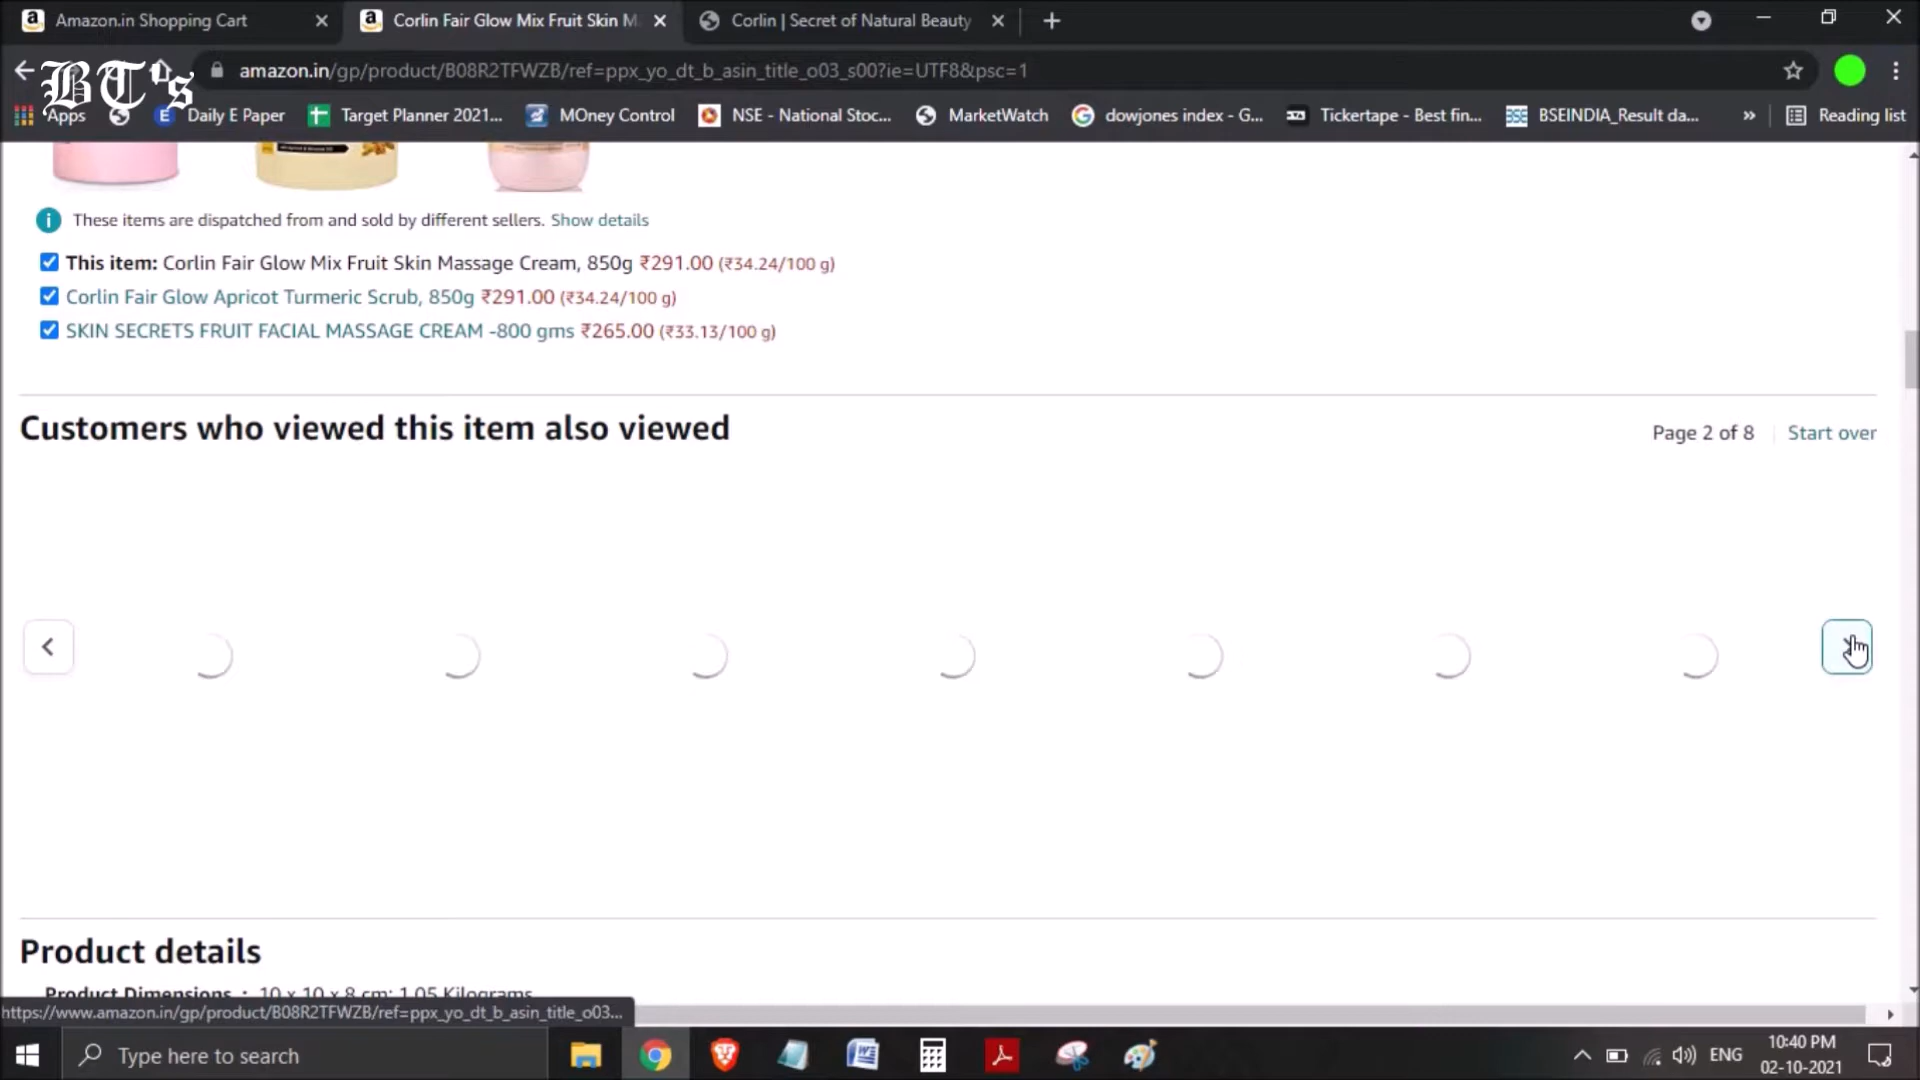 Amazon.in Shopping Cart
Corlin Fair Glow Mix Fruit Skin M
Corlin | Secret of Natural Beauty
BT's
amazon.in/gp/product/B08R2TFWZB/ref=ppx_yo_dt_b_asin_title_o03_s00?ie=UTF8&psc=1
Apps
Daily E Paper
Target Planner 2021...
MOney Control
NSE - National Stoc...
MarketWatch
dowjones index - G...
Tickertape - Best fin...
BSEINDIA_Result da...
»
Reading list
These items are dispatched from and sold by different sellers. Show details
This item: Corlin Fair Glow Mix Fruit Skin Massage Cream, 850g ₹291.00 (₹34.24/100 g)
Corlin Fair Glow Apricot Turmeric Scrub, 850g ₹291.00 (₹34.24/100 g)
SKIN SECRETS FRUIT FACIAL MASSAGE CREAM -800 gms ₹265.00 (₹33.13/100 g)
Customers who viewed this item also viewed
Page 2 of 8
Start over
Product details
Product Dimensions : 10 x 10 x 8 cm; 1.05 Kilograms
https://www.amazon.in/gp/product/B08R2TFWZB/ref=ppx_yo_dt_b_asin_title_o03...
Type here to search
ENG
10:40 PM
02-10-2021